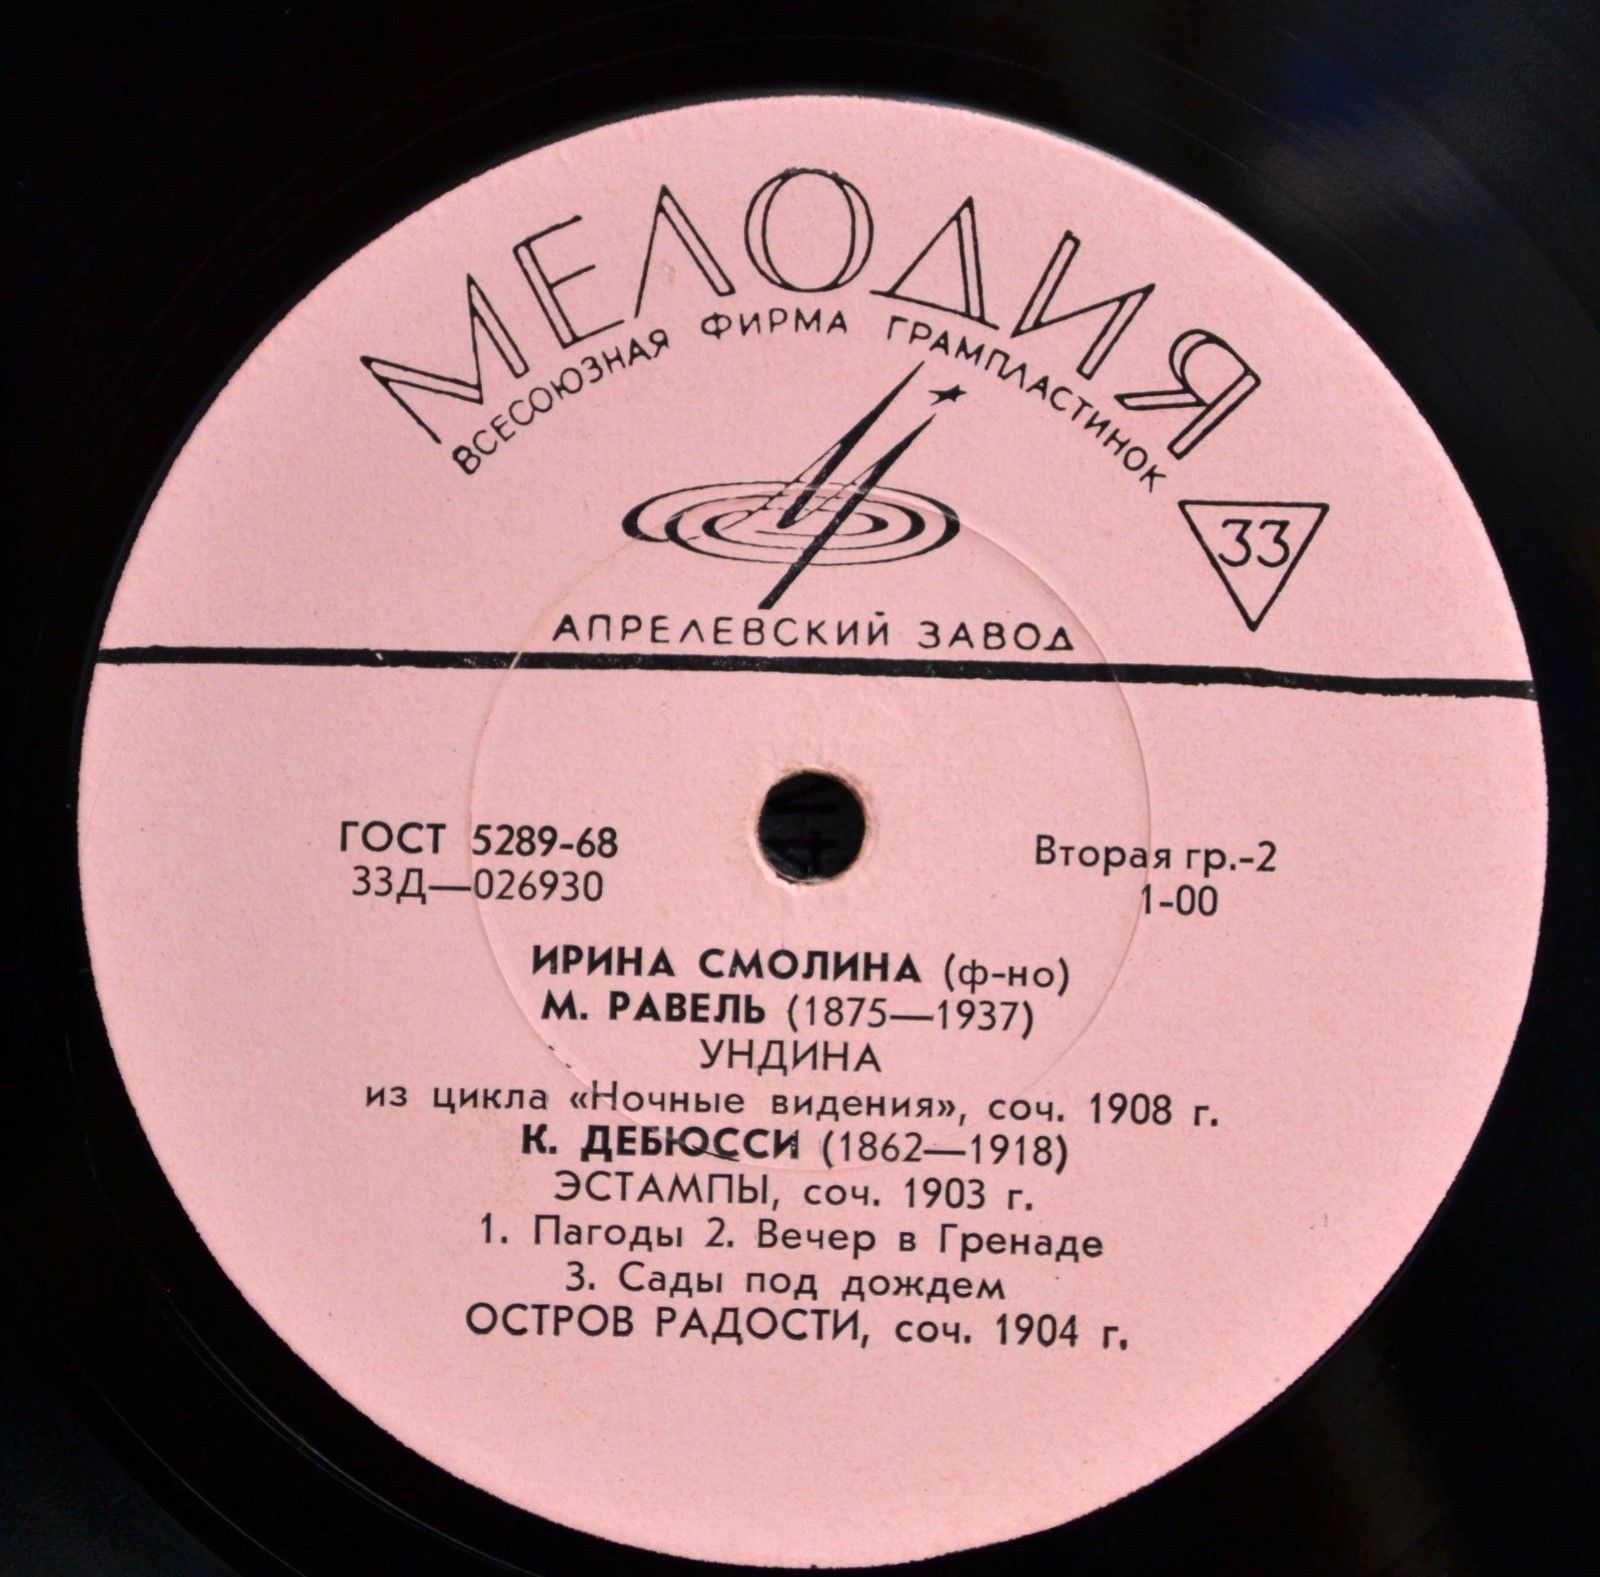 МЕЛОДИЯ
ВСЕСОЮЗНАЯ ФИРМА ГРАМПЛАСТИНОК
33
АПРЕЛЕВСКИЙ ЗАВОД
ГОСТ 5289-68
33Д—026930
Вторая гр.-2
1-00
ИРИНА СМОЛИНА (ф-но)
М. РАВЕЛЬ (1875—1937)
УНДИНА
из цикла «Ночные видения», соч. 1908 г.
К. ДЕБЮССИ (1862—1918)
ЭСТАМПЫ, соч. 1903 г.
1. Пагоды 2. Вечер в Гренаде
3. Сады под дождем
ОСТРОВ РАДОСТИ, соч. 1904 г.